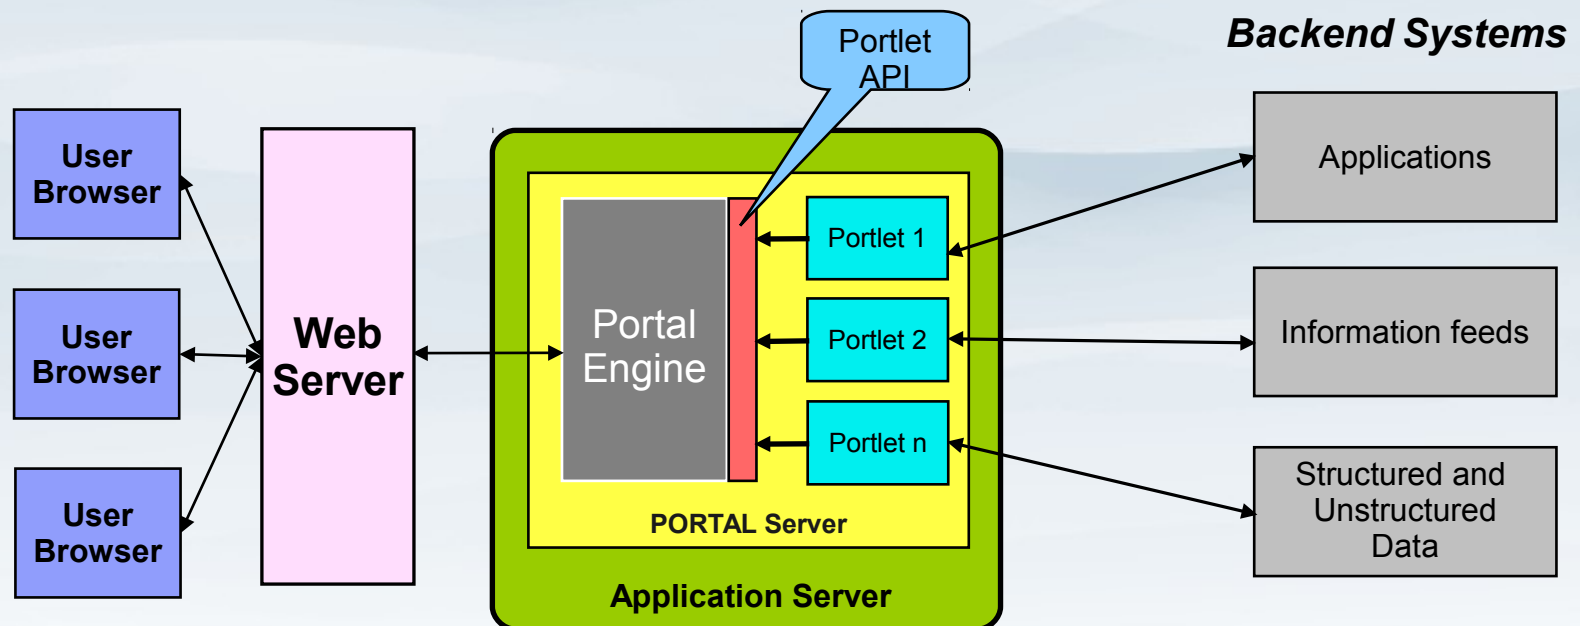 Portlet
API
Backend Systems
User
Browser
User
Browser
User
Browser
Web
Server
Portal
Engine
Portlet 1
Portlet 2
Portlet n
PORTAL Server
Application Server
Applications
Information feeds
Structured and
Unstructured
Data